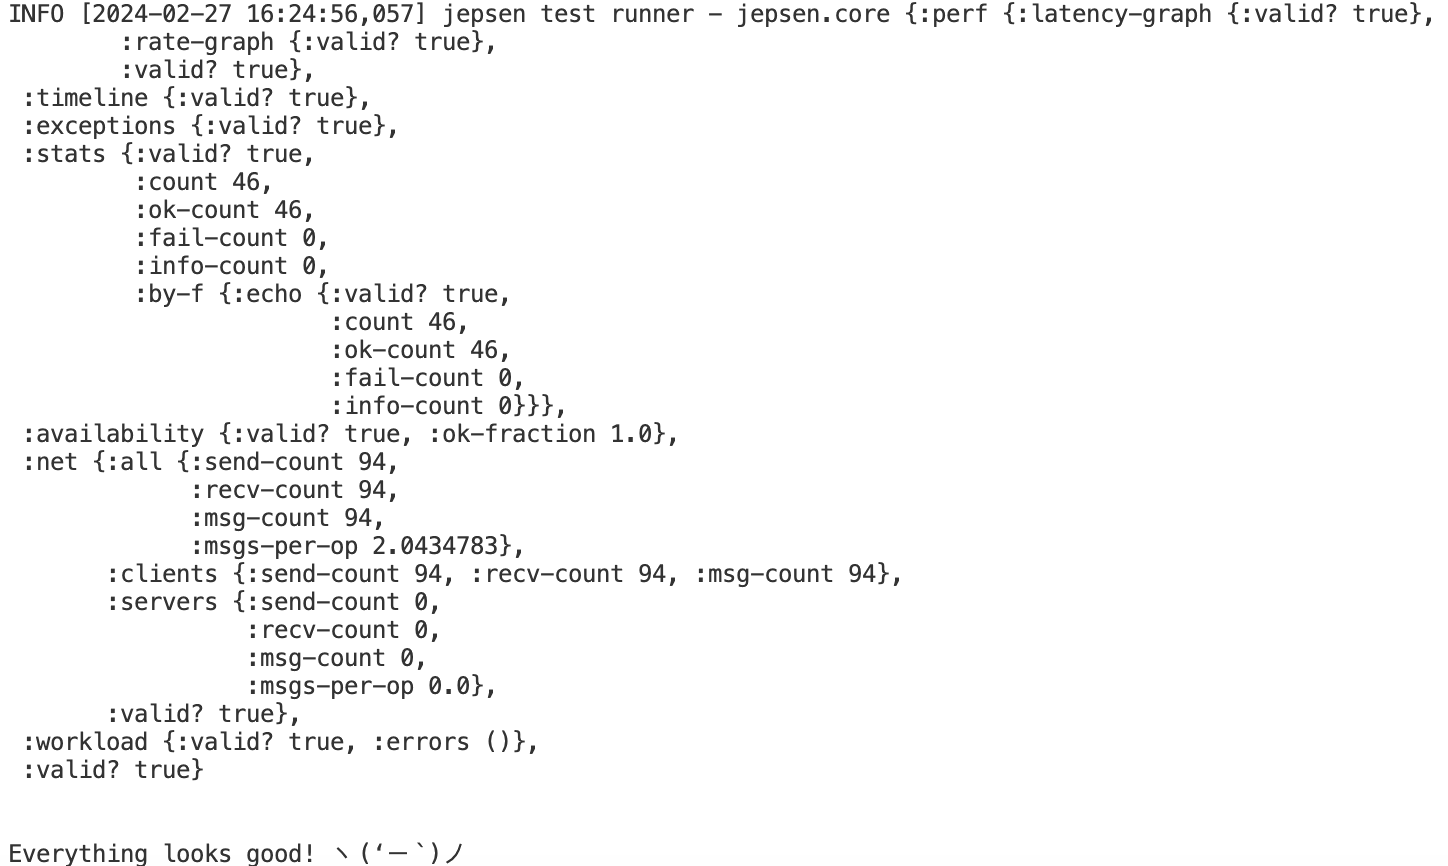 INFO [2024-02-27 16:24:56,057] jepsen test runner – jepsen.core {:perf {:latency–graph {:valid? true},
        :rate–graph {:valid? true},
        :valid? true},
 :timeline {:valid? true},
 :exceptions {:valid? true},
 :stats {:valid? true,
         :count 46,
         :ok–count 46,
         :fail–count 0,
         :info–count 0,
         :by–f {:echo {:valid? true,
                       :count 46,
                       :ok–count 46,
                       :fail–count 0,
                       :info–count 0}}},
 :availability {:valid? true, :ok–fraction 1.0},
 :net {:all {:send–count 94,
             :recv–count 94,
             :msg–count 94,
             :msgs–per–op 2.0434783},
       :clients {:send–count 94, :recv–count 94, :msg–count 94},
       :servers {:send–count 0,
                 :recv–count 0,
                 :msg–count 0,
                 :msgs–per–op 0.0},
       :valid? true},
 :workload {:valid? true, :errors ()},
 :valid? true}
Everything looks good! ヽ(‘ー`)ノ